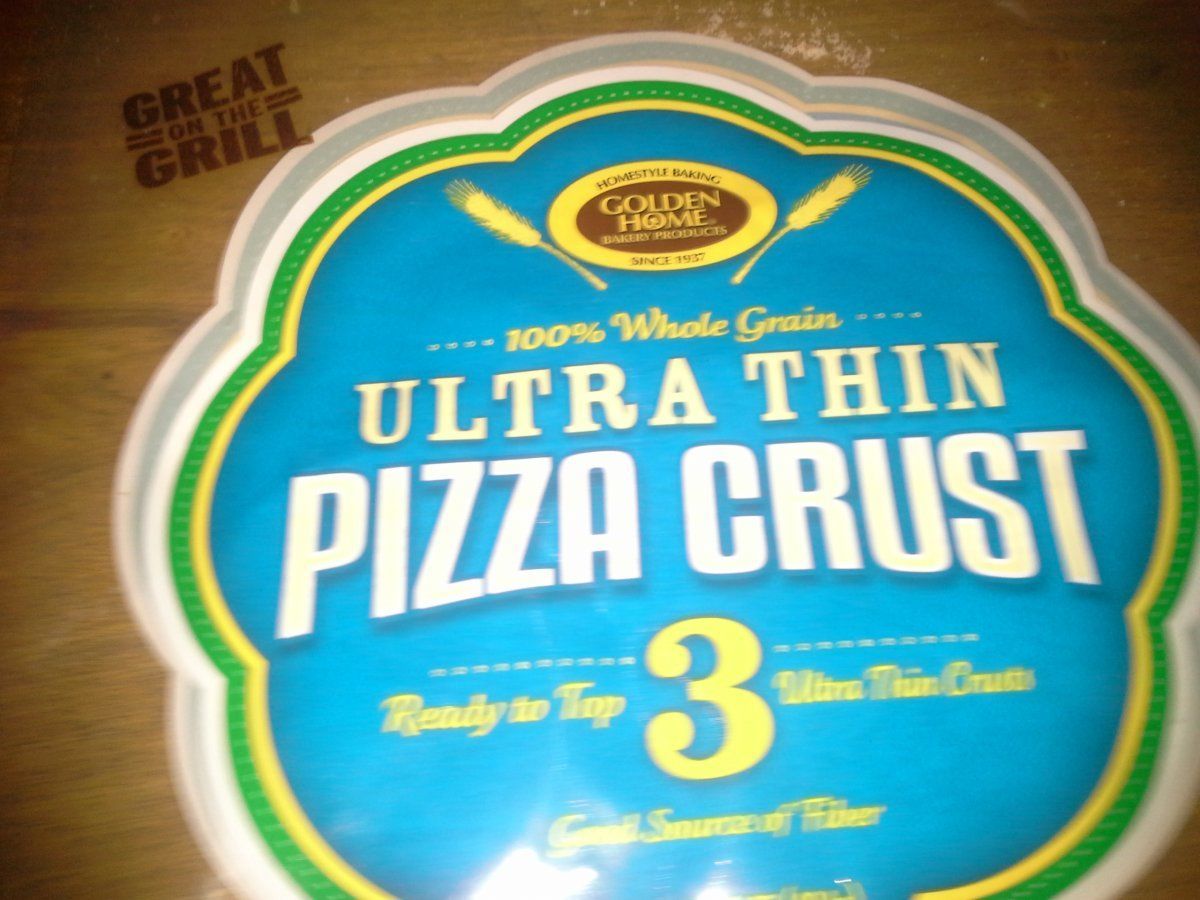 GREAT
ON THE
GRILL
HOMESTYLE BAKING
GOLDEN
HOME®
BAKERY PRODUCTS
SINCE 1937
100% Whole Grain
ULTRA THIN
PIZZA CRUST
Ready to Top 3 Ultra Thin Crusts
Good Source of Fiber